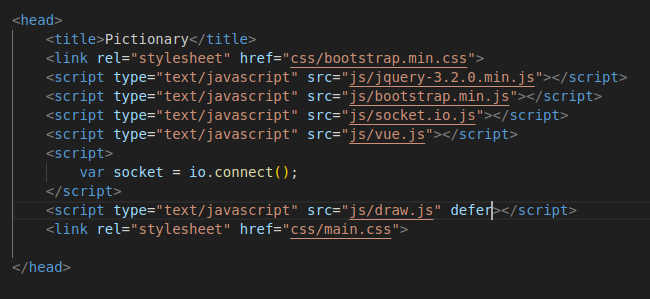 <head>
<title>Pictionary</title>
<link rel="stylesheet" href="css/bootstrap.min.css">
<script type="text/javascript" src="js/jquery-3.2.0.min.js"></script>
<script type="text/javascript" src="js/bootstrap.min.js"></script>
<script type="text/javascript" src="js/socket.io.js"></script>
<script type="text/javascript" src="js/vue.js"></script>
<script>
var socket = io.connect();
</script>
<script type="text/javascript" src="js/draw.js" defer></script>
<link rel="stylesheet" href="css/main.css">
</head>